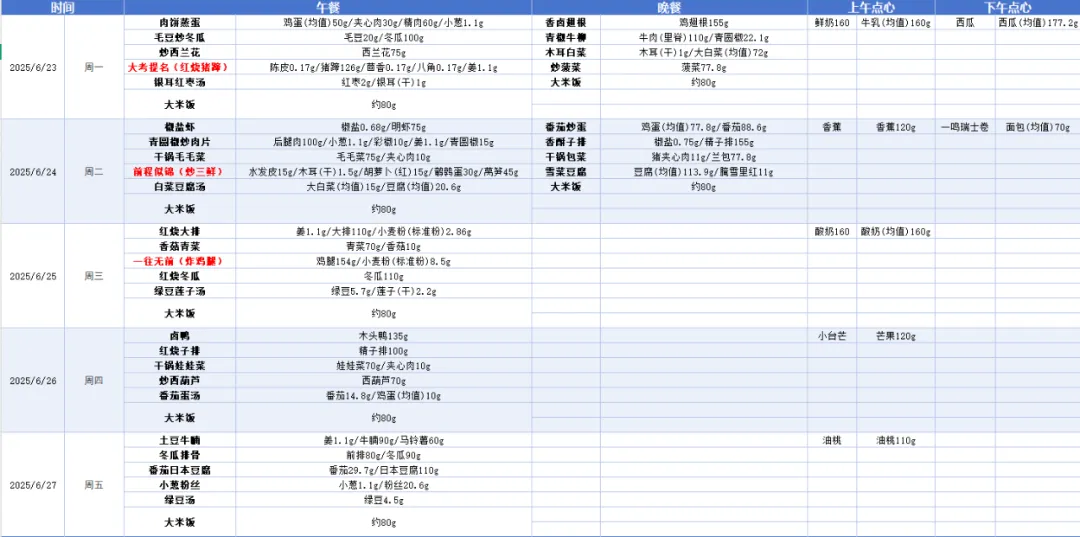 时间 午餐 晚餐 上午点心 下午点心
2025/6/23 周一
肉饼蒸蛋 鸡蛋(均值)50g/夹心肉30g/精肉60g/小葱1.1g 香卤翅根 鸡翅根155g 鲜奶160 牛乳(均值)160g 西瓜 西瓜(均值)177.2g
毛豆炒冬瓜 毛豆20g/冬瓜100g 青椒牛柳 牛肉(里脊)110g/青圆椒22.1g
炒西兰花 西兰花75g 木耳白菜 木耳(干)1g/大白菜(均值)72g
大考提名（红烧猪蹄） 陈皮0.17g/猪蹄126g/茴香0.17g/八角0.17g/姜1.1g 炒菠菜 菠菜77.8g
银耳红枣汤 红枣2g/银耳(干)1g 大米饭 约80g
大米饭 约80g
2025/6/24 周二
椒盐虾 椒盐0.68g/明虾75g 番茄炒蛋 鸡蛋(均值)77.8g/番茄88.6g 香蕉 香蕉120g 一鸣瑞士卷 面包(均值)70g
青圆椒炒肉片 后腿肉100g/小葱1.1g/彩椒10g/姜1.1g/青圆椒15g 香酥子排 椒盐0.75g/精子排155g
干锅毛毛菜 毛毛菜75g/夹心肉10g 干锅包菜 猪夹心肉11g/兰包77.8g
前程似锦（炒三鲜） 水发皮15g/木耳(干)1.5g/胡萝卜(红)15g/鹌鹑蛋30g/莴笋45g 雪菜豆腐 豆腐(均值)113.9g/腌雪里红11g
白菜豆腐汤 大白菜(均值)15g/豆腐(均值)20.6g 大米饭 约80g
大米饭 约80g
2025/6/25 周三
红烧大排 姜1.1g/大排110g/小麦粉(标准粉)2.86g 酸奶160 酸奶(均值)160g
香菇青菜 青菜70g/香菇10g
一往无前（炸鸡腿） 鸡腿154g/小麦粉(标准粉)8.5g
红烧冬瓜 冬瓜110g
绿豆莲子汤 绿豆5.7g/莲子(干)2.2g
大米饭 约80g
2025/6/26 周四
卤鸭 木头鸭135g 小台芒 芒果120g
红烧子排 精子排100g
干锅娃娃菜 娃娃菜70g/夹心肉10g
炒西葫芦 西葫芦70g
番茄蛋汤 番茄14.8g/鸡蛋(均值)10g
大米饭 约80g
2025/6/27 周五
土豆牛腩 姜1.1g/牛腩90g/马铃薯60g 油桃 油桃110g
冬瓜排骨 前排80g/冬瓜90g
番茄日本豆腐 番茄29.7g/日本豆腐110g
小葱粉丝 小葱1.1g/粉丝20.6g
绿豆汤 绿豆4.5g
大米饭 约80g